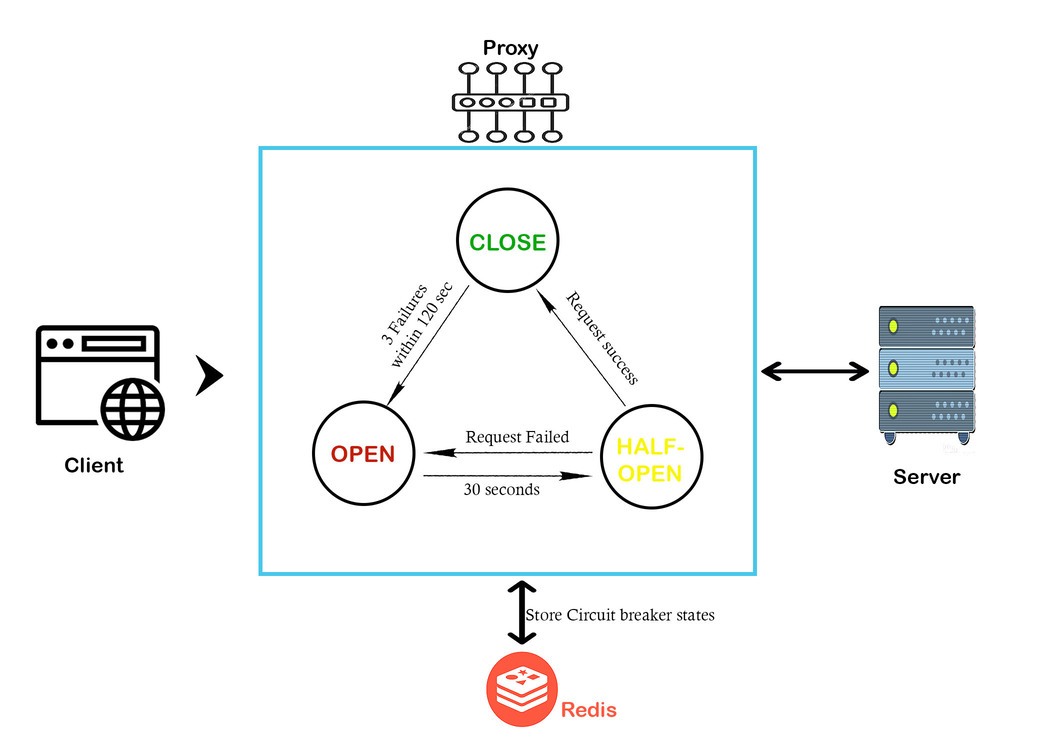 Proxy
CLOSE
3 Failures
within 120 sec
Request success
OPEN
Request Failed
30 seconds
HALF-
OPEN
Client
Server
Store Circuit breaker states
Redis